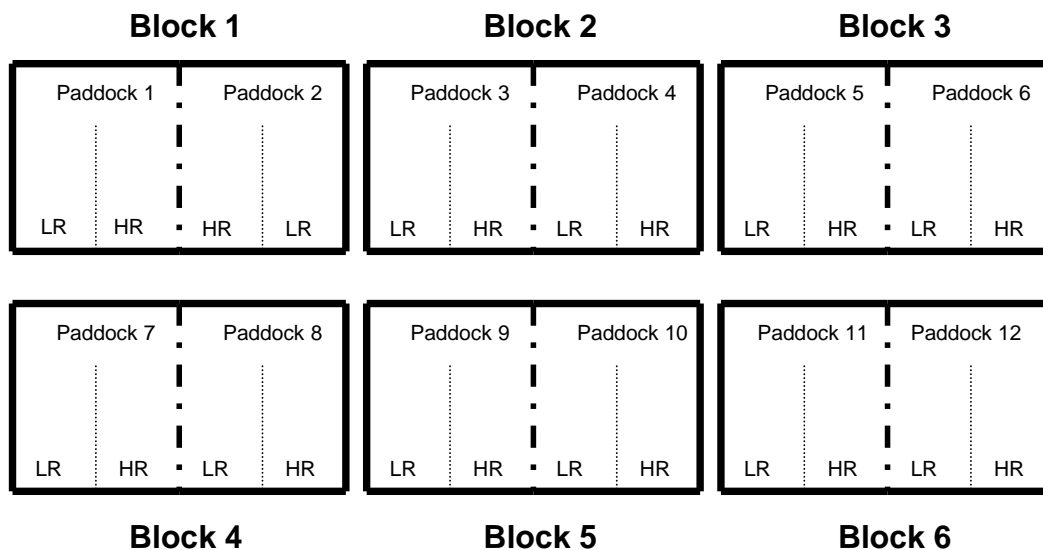 Block 1 Block 2 Block 3
Paddock 1 Paddock 2 Paddock 3 Paddock 4 Paddock 5 Paddock 6
LR HR HR LR LR HR LR HR LR HR LR HR
Paddock 7 Paddock 8 Paddock 9 Paddock 10 Paddock 11 Paddock 12
LR HR LR HR LR HR LR HR LR HR LR HR
Block 4 Block 5 Block 6